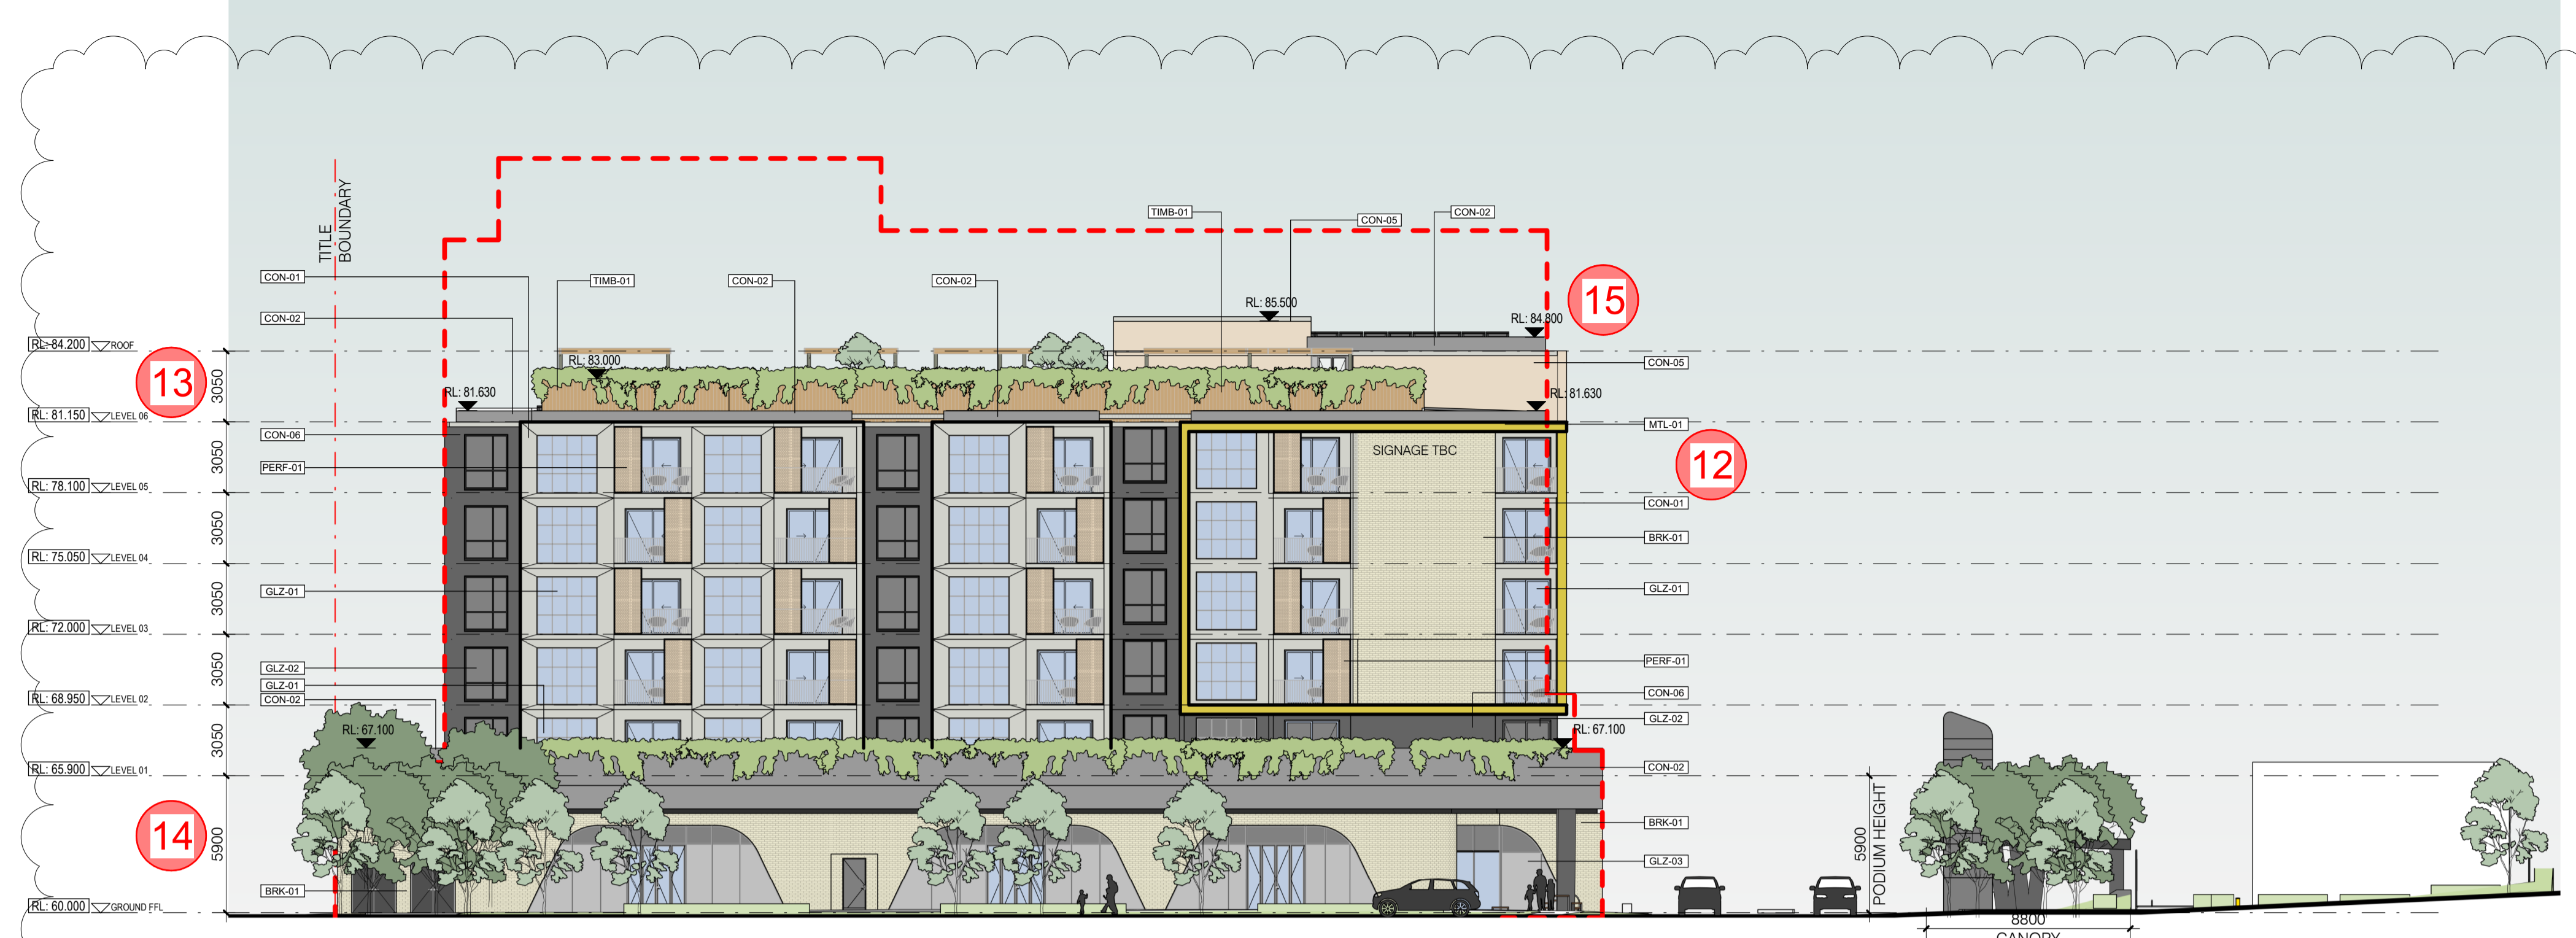 TITLE
BOUNDARY
TIMB-01
CON-05
CON-02
CON-01
TIMB-01
CON-02
CON-02
15
RL: 85.500
CON-02
RL: 84.800
RL: 84.200 ROOF
RL: 83.000
CON-05
13
3050
RL: 81.630
RL: 81.630
RL: 81.150 LEVEL 06
MTL-01
CON-06
SIGNAGE TBC
12
3050
PERF-01
RL: 78.100 LEVEL 05
CON-01
3050
BRK-01
RL: 75.050 LEVEL 04
GLZ-01
3050
GLZ-01
RL: 72.000 LEVEL 03
PERF-01
3050
GLZ-02
GLZ-01
CON-02
CON-06
RL: 68.950 LEVEL 02
GLZ-02
RL: 67.100
RL: 67.100
3050
CON-02
RL: 65.900 LEVEL 01
14
5900
BRK-01
5900
PODIUM HEIGHT
GLZ-03
BRK-01
RL: 60.000 GROUND FFL
8800
CANOPY